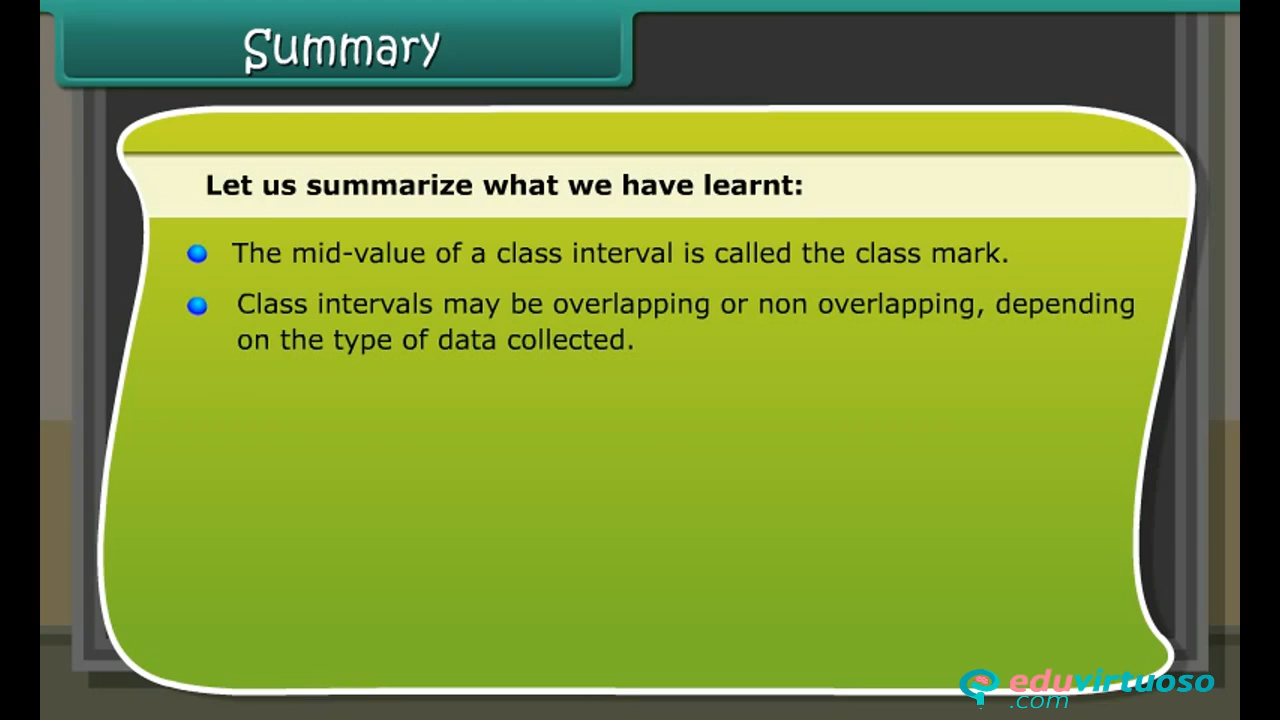 Summary
Let us summarize what we have learnt:
The mid-value of a class interval is called the class mark.
Class intervals may be overlapping or non overlapping, depending
on the type of data collected.
eduvirtuoso
.com